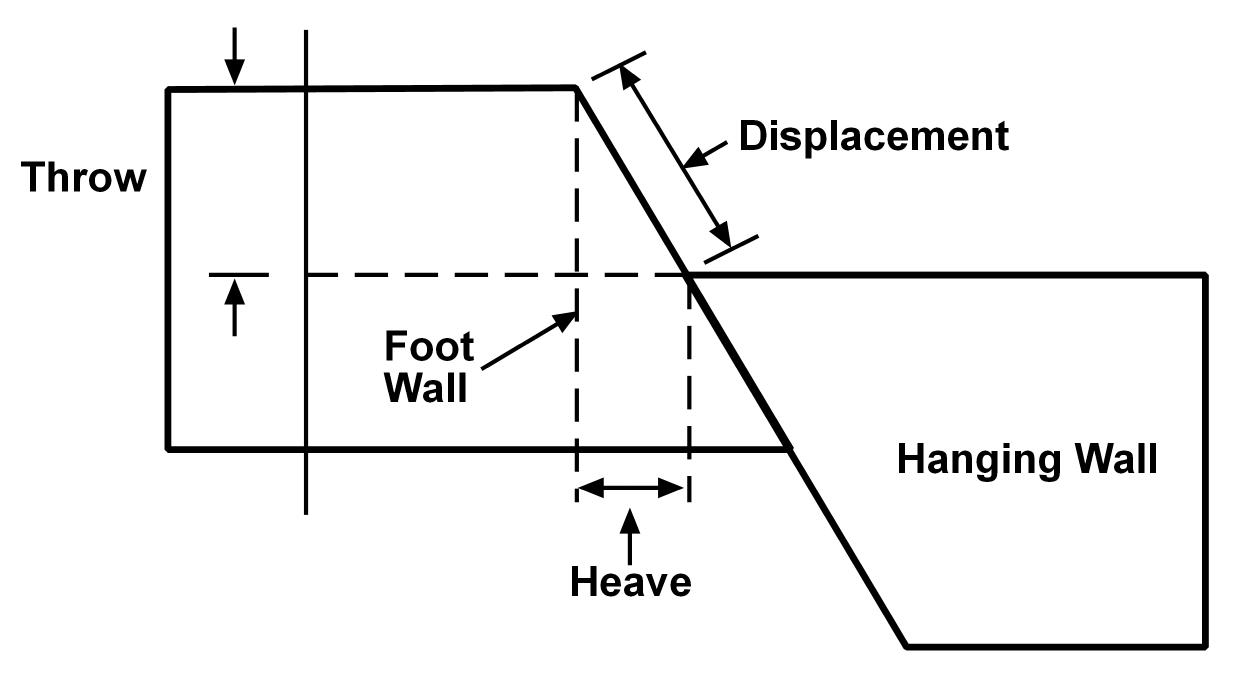 Displacement
Throw
Foot
Wall
Hanging Wall
Heave